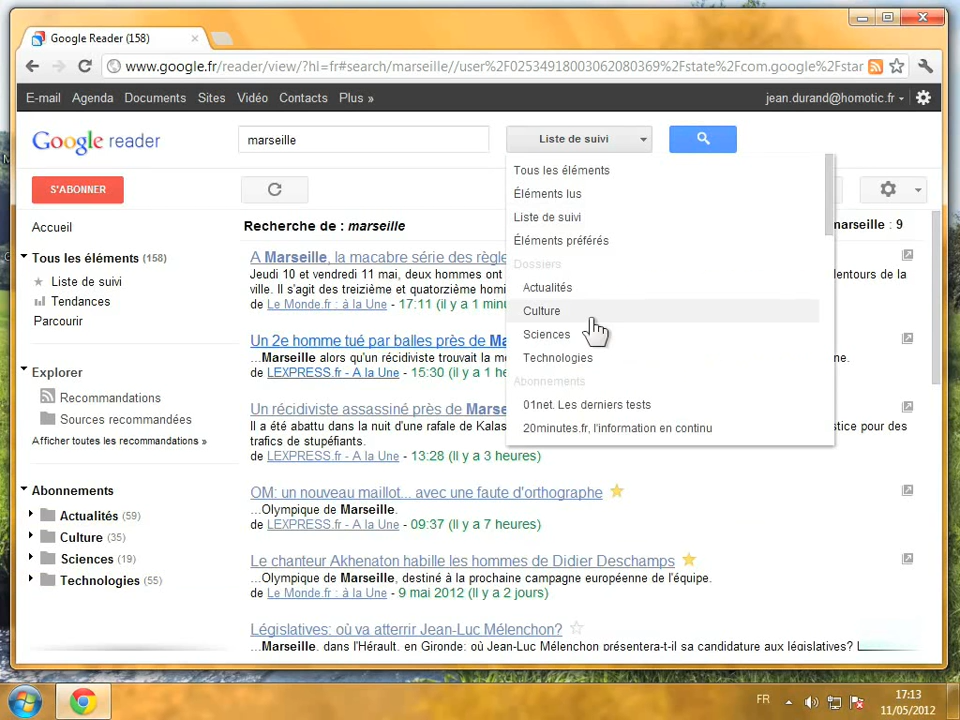 Google Reader (158)
www.google.fr/reader/view/?hl=fr#search/marseille//user%2F02534918003062080369%2Fstate%2Fcom.google%2Fstar
E-mail Agenda Documents Sites Vidéo Contacts Plus » jean.durand@homotic.fr
Google reader marseille Liste de suivi
S'ABONNER
Tous les éléments
Éléments lus
Liste de suivi
Éléments préférés
Dossiers
Actualités
Culture
Sciences
Technologies
Abonnements
01net. Les derniers tests
20minutes.fr, l'information en continu
Accueil
Tous les éléments (158)
Liste de suivi
Tendances
Parcourir
Explorer
Recommandations
Sources recommandées
Afficher toutes les recommandations »
Abonnements
Actualités (59)
Culture (35)
Sciences (19)
Technologies (55)
Recherche de : marseille marseille : 9
A Marseille, la macabre série des règle
Jeudi 10 et vendredi 11 mai, deux hommes ont lentours de la
ville. Il s'agit des treizième et quatorzième hom
de Le Monde.fr : à la Une - 17:11 (il y a 1 minu
Un 2e homme tué par balles près de Ma
...Marseille alors qu'un récidiviste trouvait la mo ne.
de LEXPRESS.fr - A la Une - 15:30 (il y a 1 he
Un récidiviste assassiné près de Marse
Il a été abattu dans la nuit d'une rafale de Kalas stice pour des
trafics de stupéfiants.
de LEXPRESS.fr - A la Une - 13:28 (il y a 3 heures)
OM: un nouveau maillot... avec une faute d'orthographe
...Olympique de Marseille.
de LEXPRESS.fr - A la Une - 09:37 (il y a 7 heures)
Le chanteur Akhenaton habille les hommes de Didier Deschamps
...Olympique de Marseille, destiné à la prochaine campagne européenne de l'équipe.
de Le Monde.fr : à la Une - 9 mai 2012 (il y a 2 jours)
Législatives: où va atterrir Jean-Luc Mélenchon?
...Marseille, dans l'Hérault, en Gironde: où Jean-Luc Mélenchon présentera-t-il sa candidature aux législatives?
FR 17:13
11/05/2012